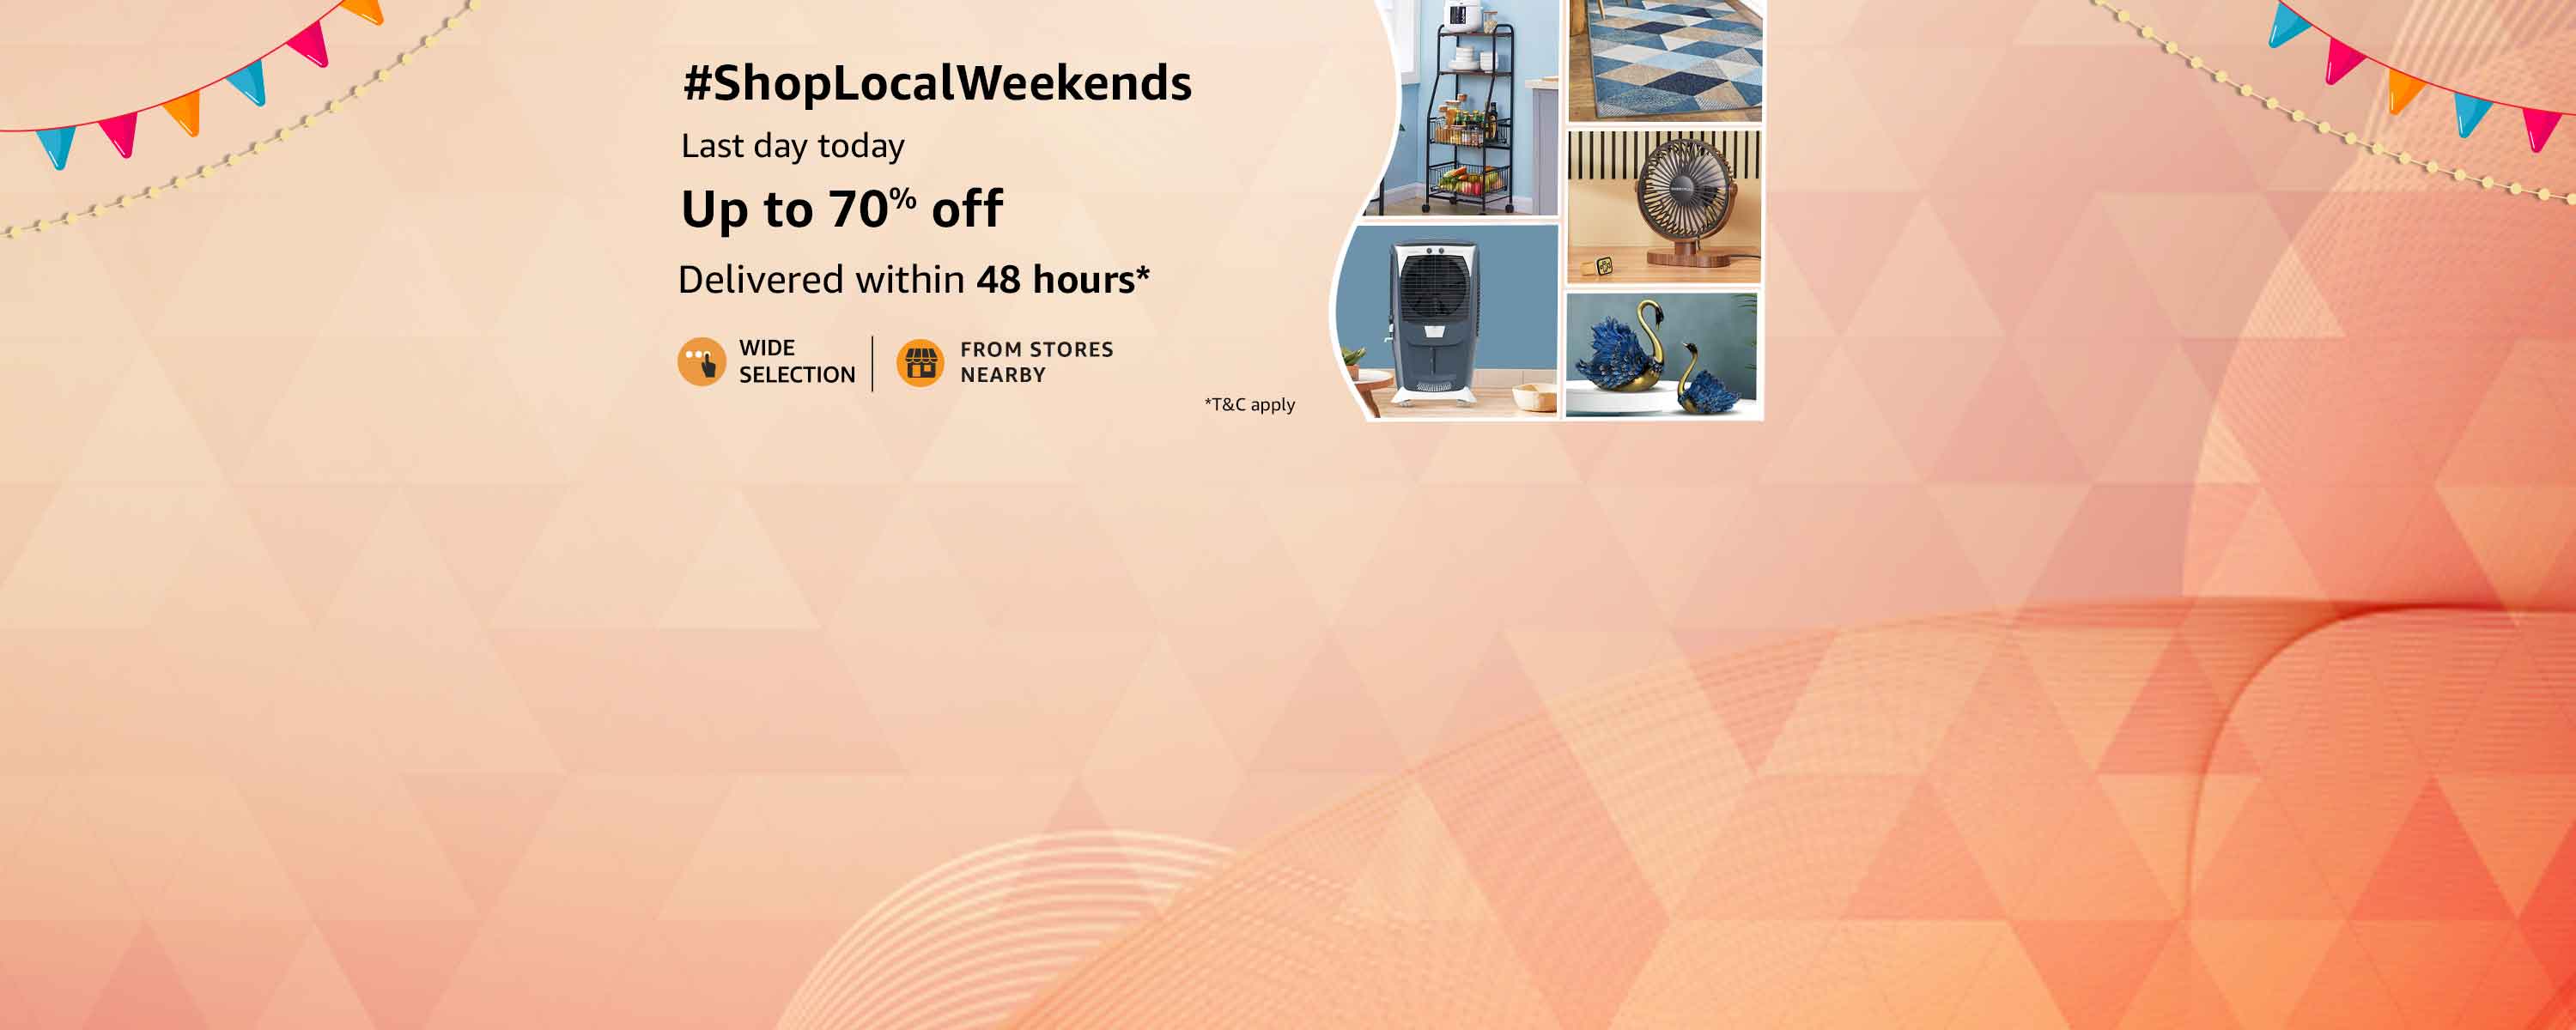 #ShopLocalWeekends
Last day today
Up to 70% off
Delivered within 48 hours*
WIDE
SELECTION
FROM STORES
NEARBY
*T&C apply